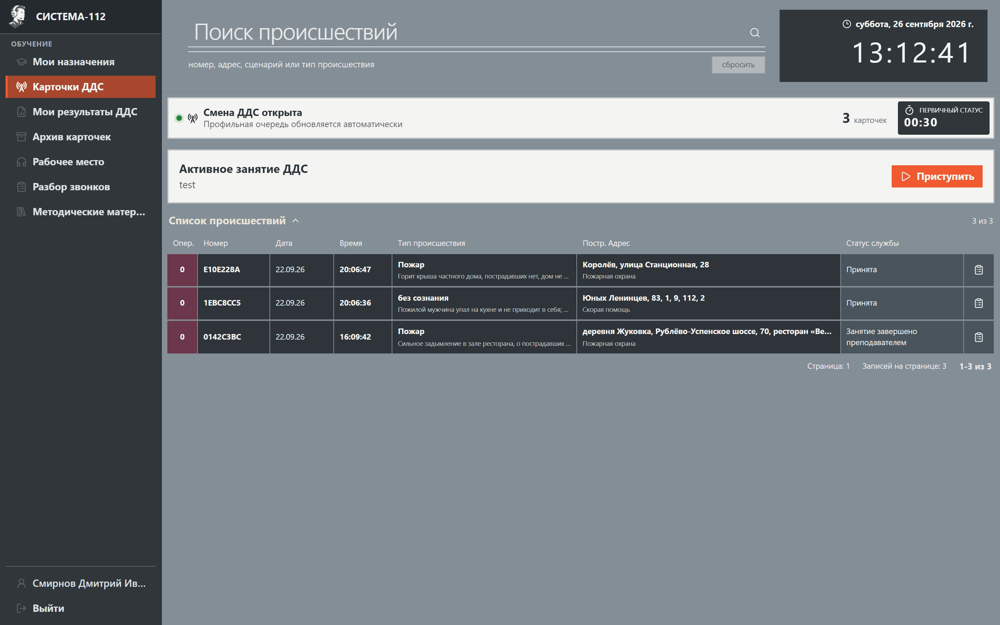 СИСТЕМА-112
ОБУЧЕНИЕ
Мои назначения
Карточки ДДС
Мои результаты ДДС
Архив карточек
Рабочее место
Разбор звонков
Методические матер...
Смирнов Дмитрий Ив...
Выйти
Поиск происшествий
номер, адрес, сценарий или тип происшествия
сбросить
суббота, 26 сентября 2026 г.
13:12:41
Смена ДДС открыта
Профильная очередь обновляется автоматически
3 карточек
ПЕРВИЧНЫЙ СТАТУС
00:30
Активное занятие ДДС
test
Приступить
Список происшествий
3 из 3
Опер. Номер Дата Время Тип происшествия Постр. Адрес Статус службы
0 E10E228A 22.09.26 20:06:47 Пожар Королёв, улица Станционная, 28 Принята
Горит крыша частного дома, пострадавших нет, дом не ... Пожарная охрана
0 1EBC8CC5 22.09.26 20:06:36 без сознания Юных Ленинцев, 83, 1, 9, 112, 2 Принята
Пожилой мужчина упал на кухне и не приходит в себя; ... Скорая помощь
0 0142C3BC 22.09.26 16:09:42 Пожар деревня Жуковка, Рублёво-Успенское шоссе, 70, ресторан «Ве... Занятие завершено преподавателем
Сильное задымление в зале ресторана, о пострадавших ... Пожарная охрана
Страница: 1 Записей на странице: 3 1-3 из 3